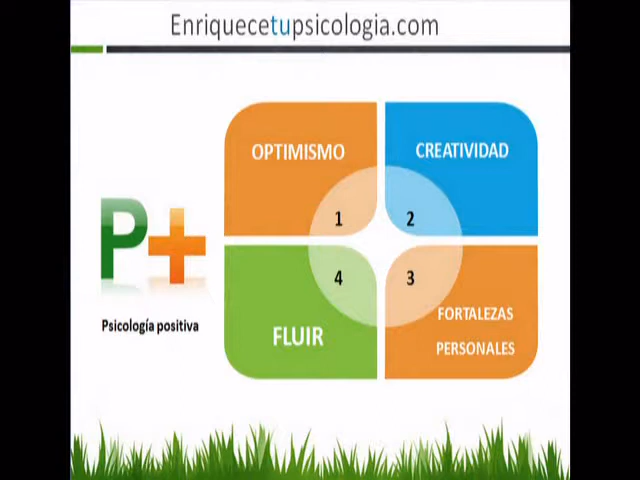 Enriquecetupsicologia.com
OPTIMISMO
CREATIVIDAD
1
2
P+
4
3
Psicología positiva
FLUIR
FORTALEZAS
PERSONALES